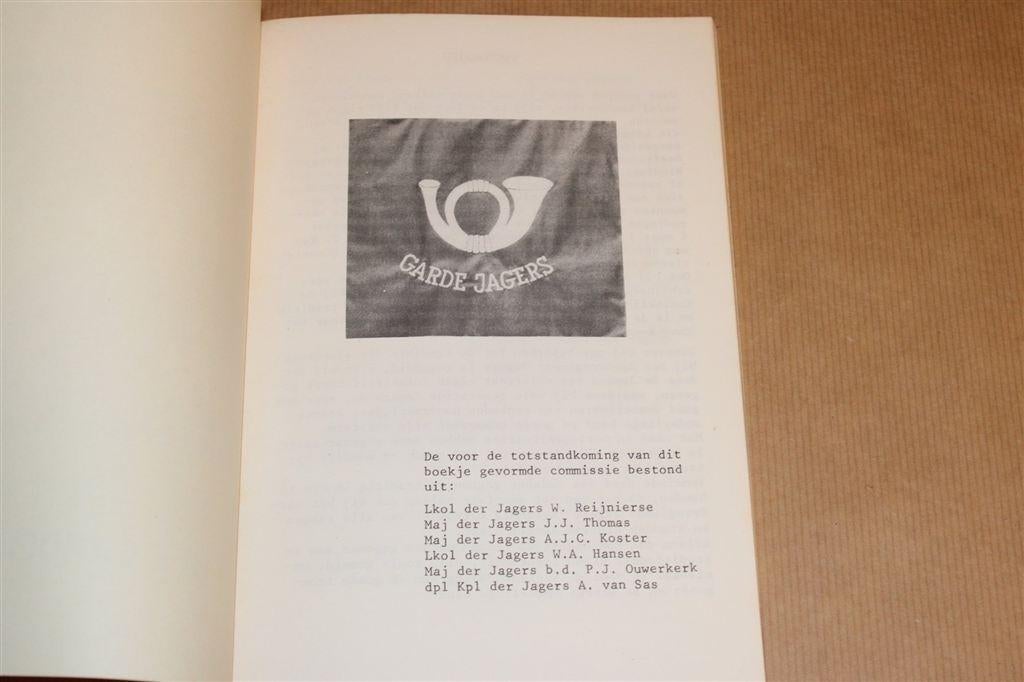 GARDE-JAGERS
De voor de totstandkoming van dit
boekje gevormde commissie bestond
uit:
Lkol der Jagers W. Reijnierse
Maj der Jagers J.J. Thomas
Maj der Jagers A.J.C. Koster
Lkol der Jagers W.A. Hansen
Maj der Jagers b.d. P.J. Ouwerkerk
dpl Kpl der Jagers A. van Sas